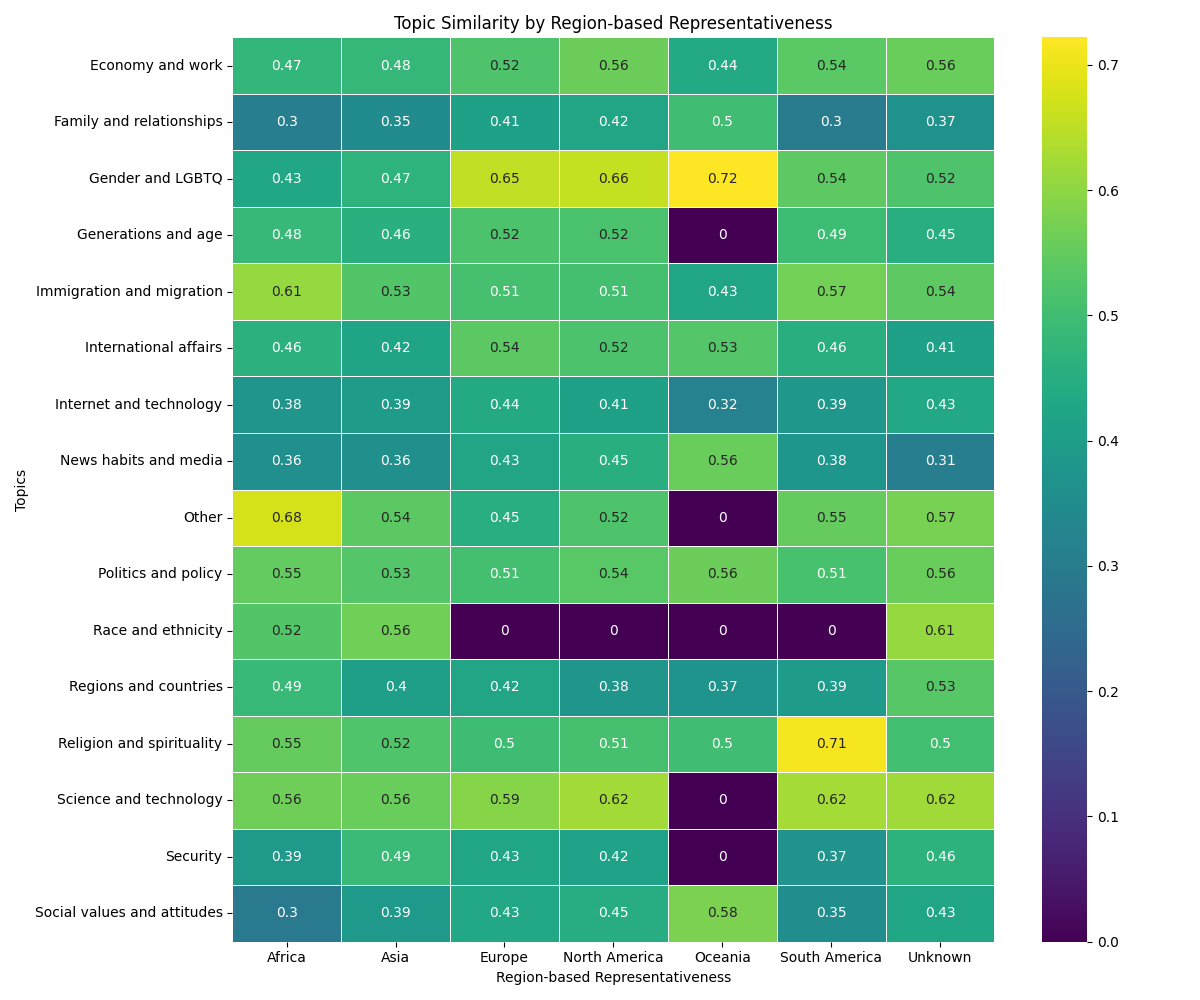 Topic Similarity by Region-based Representativeness
Economy and work 0.47 0.48 0.52 0.56 0.44 0.54 0.56
Family and relationships 0.3 0.35 0.41 0.42 0.5 0.3 0.37
Gender and LGBTQ 0.43 0.47 0.65 0.66 0.72 0.54 0.52
Generations and age 0.48 0.46 0.52 0.52 0 0.49 0.45
Immigration and migration 0.61 0.53 0.51 0.51 0.43 0.57 0.54
International affairs 0.46 0.42 0.54 0.52 0.53 0.46 0.41
Internet and technology 0.38 0.39 0.44 0.41 0.32 0.39 0.43
News habits and media 0.36 0.36 0.43 0.45 0.56 0.38 0.31
Other 0.68 0.54 0.45 0.52 0 0.55 0.57
Politics and policy 0.55 0.53 0.51 0.54 0.56 0.51 0.56
Race and ethnicity 0.52 0.56 0 0 0 0 0.61
Regions and countries 0.49 0.4 0.42 0.38 0.37 0.39 0.53
Religion and spirituality 0.55 0.52 0.5 0.51 0.5 0.71 0.5
Science and technology 0.56 0.56 0.59 0.62 0 0.62 0.62
Security 0.39 0.49 0.43 0.42 0 0.37 0.46
Social values and attitudes 0.3 0.39 0.43 0.45 0.58 0.35 0.43
Africa Asia Europe North America Oceania South America Unknown
Region-based Representativeness
Topics
0.7
0.6
0.5
0.4
0.3
0.2
0.1
0.0